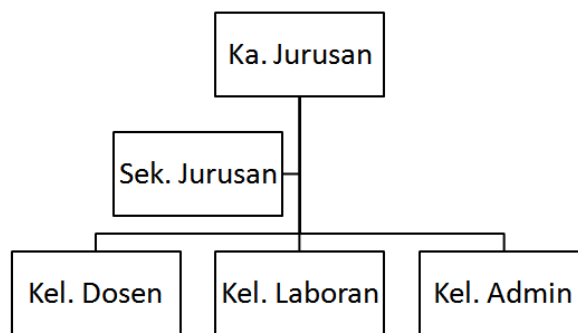 Ka. Jurusan
Sek. Jurusan
Kel. Dosen
Kel. Laboran
Kel. Admin